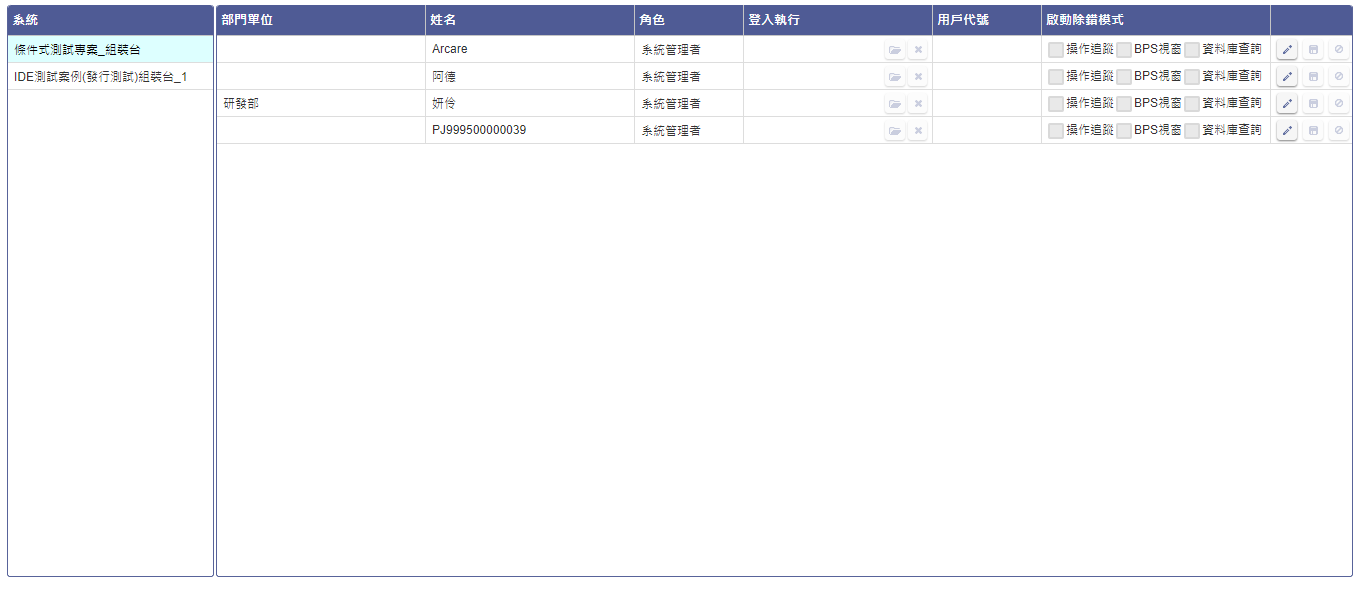 系統
條件式測試專案_組裝台
IDE測試案例(發行測試)組裝台_1
部門單位 姓名 角色 登入執行 用戶代號 啟動除錯模式
Arcare 系統管理者 操作追蹤 BPS視窗 資料庫查詢
阿德 系統管理者 操作追蹤 BPS視窗 資料庫查詢
研發部 妍伶 系統管理者 操作追蹤 BPS視窗 資料庫查詢
PJ999500000039 系統管理者 操作追蹤 BPS視窗 資料庫查詢